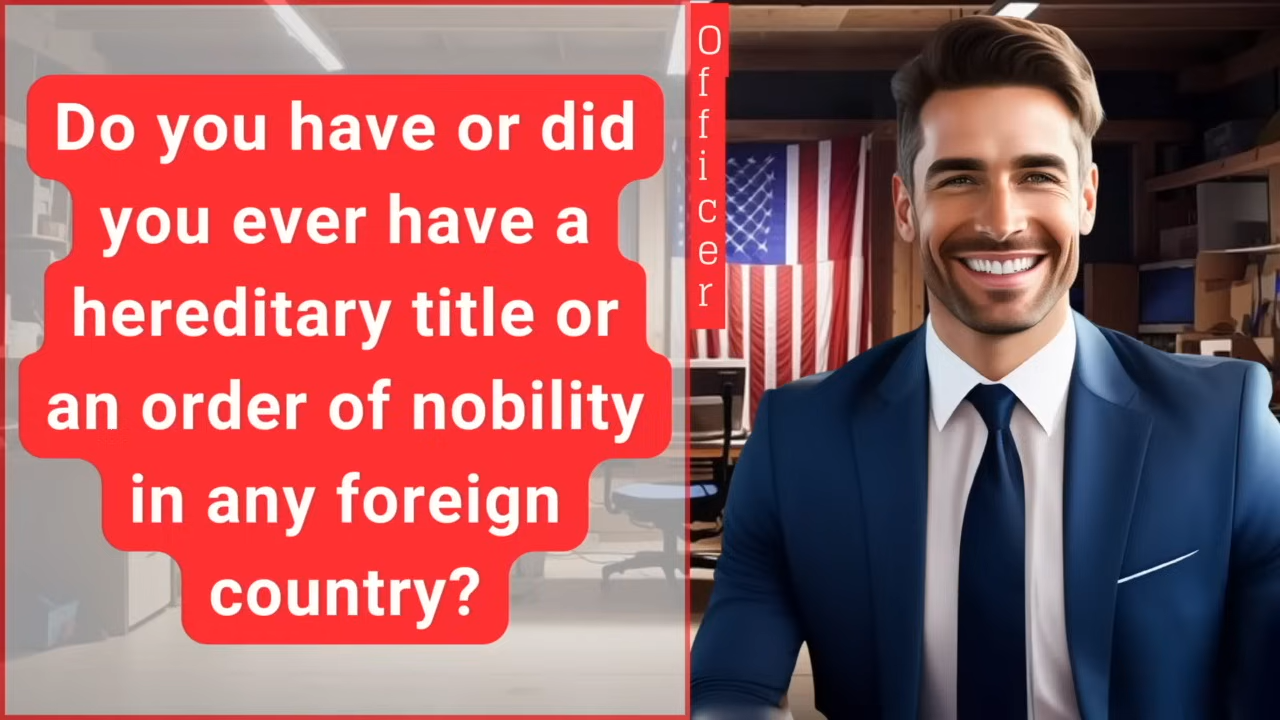 Do you have or did
you ever have a
hereditary title or
an order of nobility
in any foreign
country?
Officer